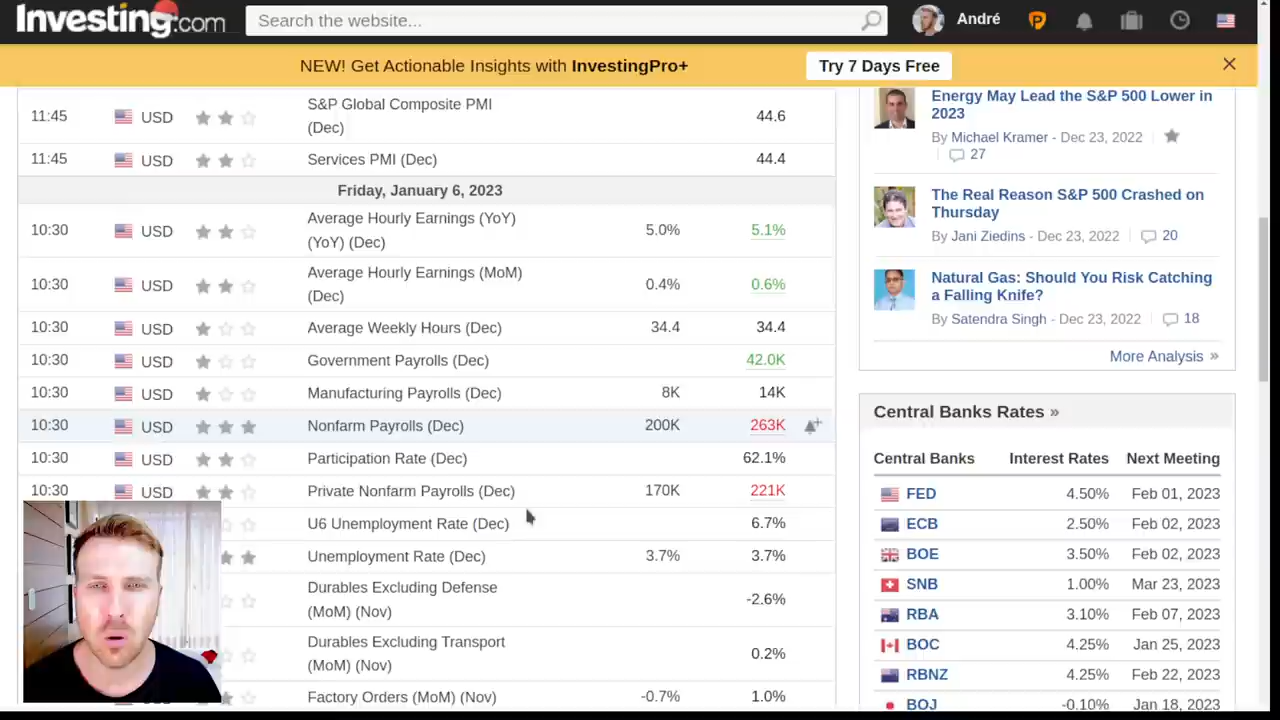 Investing.com
Search the website...
André
NEW! Get Actionable Insights with InvestingPro+
Try 7 Days Free
11:45 USD S&P Global Composite PMI
(Dec) 44.6
11:45 USD Services PMI (Dec) 44.4
Friday, January 6, 2023
10:30 USD Average Hourly Earnings (YoY)
(YoY) (Dec) 5.0% 5.1%
10:30 USD Average Hourly Earnings (MoM)
(Dec) 0.4% 0.6%
10:30 USD Average Weekly Hours (Dec) 34.4 34.4
10:30 USD Government Payrolls (Dec) 42.0K
10:30 USD Manufacturing Payrolls (Dec) 8K 14K
10:30 USD Nonfarm Payrolls (Dec) 200K 263K
10:30 USD Participation Rate (Dec) 62.1%
10:30 USD Private Nonfarm Payrolls (Dec) 170K 221K
U6 Unemployment Rate (Dec) 6.7%
Unemployment Rate (Dec) 3.7% 3.7%
Durables Excluding Defense
(MoM) (Nov) -2.6%
Durables Excluding Transport
(MoM) (Nov) 0.2%
Factory Orders (MoM) (Nov) -0.7% 1.0%
Energy May Lead the S&P 500 Lower in
2023
By Michael Kramer - Dec 23, 2022
27
The Real Reason S&P 500 Crashed on
Thursday
By Jani Ziedins - Dec 23, 2022 20
Natural Gas: Should You Risk Catching
a Falling Knife?
By Satendra Singh - Dec 23, 2022 18
More Analysis »
Central Banks Rates »
Central Banks Interest Rates Next Meeting
FED 4.50% Feb 01, 2023
ECB 2.50% Feb 02, 2023
BOE 3.50% Feb 02, 2023
SNB 1.00% Mar 23, 2023
RBA 3.10% Feb 07, 2023
BOC 4.25% Jan 25, 2023
RBNZ 4.25% Feb 22, 2023
BOJ -0.10% Jan 18, 2023